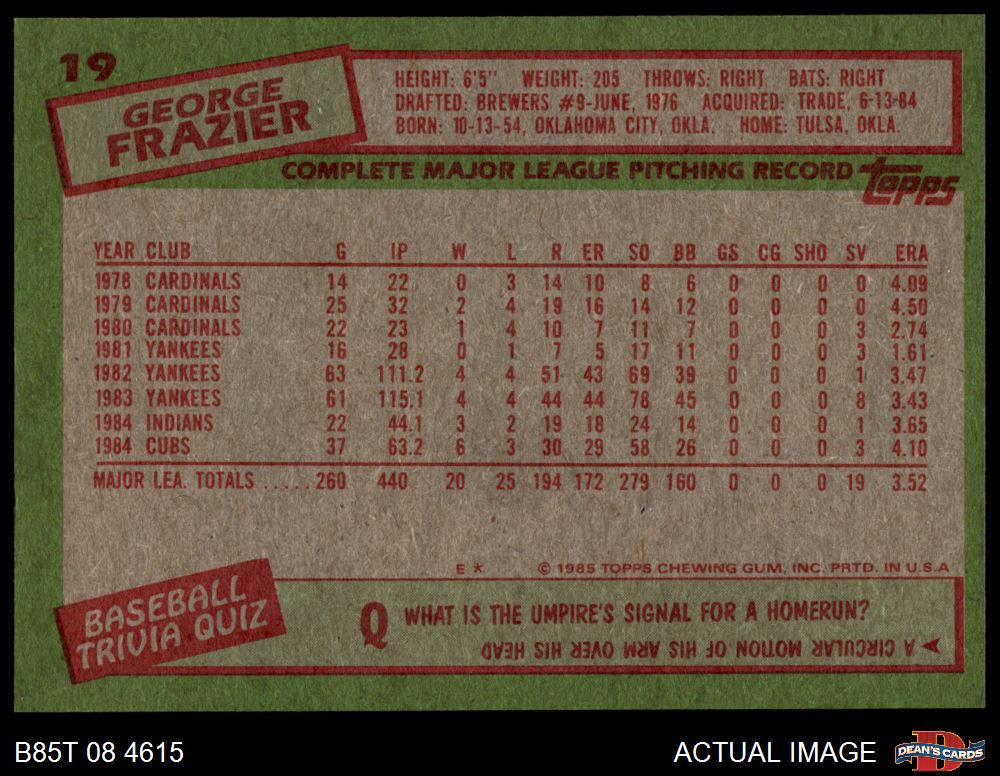 19
GEORGE
FRAZIER
HEIGHT: 6'5" WEIGHT: 205 THROWS: RIGHT BATS: RIGHT
DRAFTED: BREWERS #9-JUNE, 1976 ACQUIRED: TRADE, 6-13-84
BORN: 10-13-54, OKLAHOMA CITY, OKLA. HOME: TULSA, OKLA.
COMPLETE MAJOR LEAGUE PITCHING RECORD topps
YEAR CLUB G IP W L R ER SO BB GS CG SHO SV ERA
1978 CARDINALS 14 22 0 3 14 10 8 6 0 0 0 0 4.09
1979 CARDINALS 25 32 2 4 19 16 14 12 0 0 0 0 4.50
1980 CARDINALS 22 23 1 4 10 7 11 7 0 0 0 3 2.74
1981 YANKEES 16 28 0 1 7 5 17 11 0 0 0 3 1.61
1982 YANKEES 63 111.2 4 4 51 43 69 39 0 0 0 1 3.47
1983 YANKEES 61 115.1 4 4 44 44 78 45 0 0 0 8 3.43
1984 INDIANS 22 44.1 3 2 19 18 24 14 0 0 0 1 3.65
1984 CUBS 37 63.2 6 3 30 29 58 26 0 0 0 3 4.10
MAJOR LEA. TOTALS ..... 260 440 20 25 194 172 279 160 0 0 0 19 3.52
E * © 1985 TOPPS CHEWING GUM, INC. PRTD. IN U.S.A
BASEBALL
TRIVIA QUIZ
Q WHAT IS THE UMPIRE'S SIGNAL FOR A HOMERUN?
A CIRCULAR MOTION OF HIS ARM OVER HIS HEAD
B85T 08 4615 ACTUAL IMAGE D DEAN'S CARDS